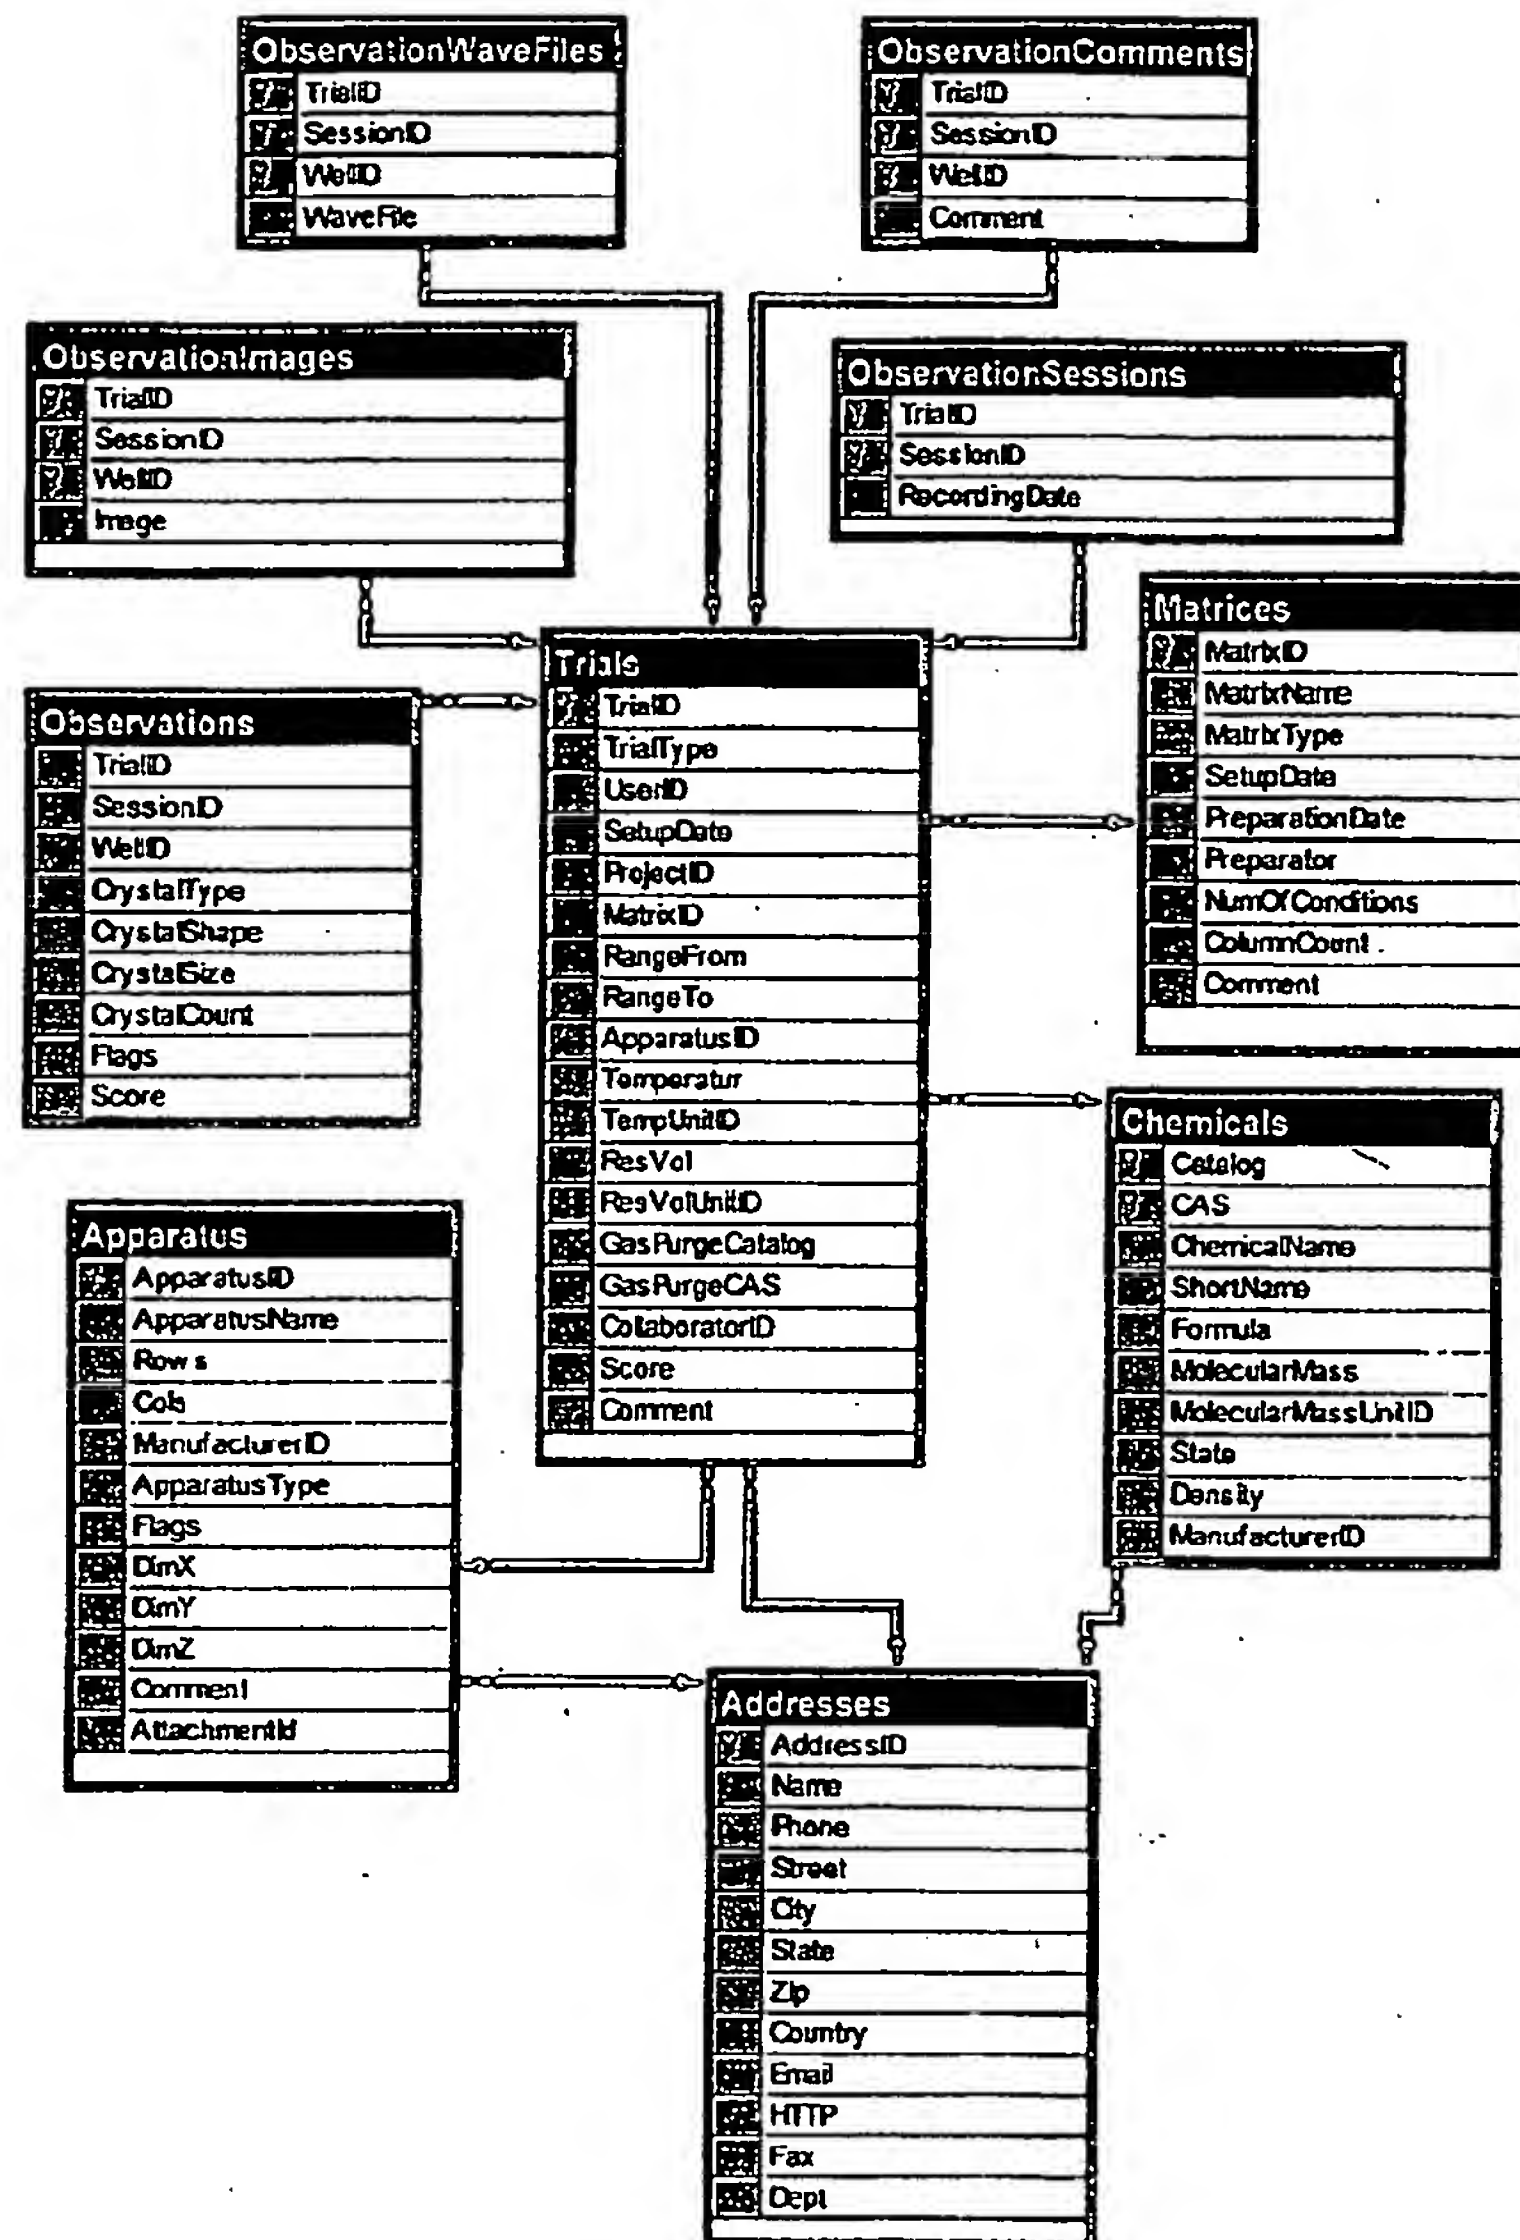 ObservationWaveFiles
TrialID
SessionID
WellID
WaveFile
ObservationComments
TrialID
SessionID
WellID
Comment
ObservationImages
TrialID
SessionID
WellID
Image
ObservationSessions
TrialID
SessionID
RecordingDate
Matrices
MatrixID
MatrixName
MatrixType
SetupDate
PreparationDate
Preparator
NumOfConditions
ColumnCount
Comment
Trials
TrialID
TrialType
UserID
SetupDate
ProjectID
MatrixID
RangeFrom
RangeTo
ApparatusID
Temperatur
TempUnitID
ResVol
ResVolUnitID
GasPurgeCatalog
GasPurgeCAS
CollaboratorID
Score
Comment
Observations
TrialID
SessionID
WellID
CrystalType
CrystalShape
CrystalSize
CrystalCount
Flags
Score
Chemicals
Catalog
CAS
ChemicalName
ShortName
Formula
MolecularMass
MolecularMassUnitID
State
Density
ManufacturerID
Apparatus
ApparatusID
ApparatusName
Rows
Cols
ManufacturerID
ApparatusType
Flags
DimX
DimY
DimZ
Comment
AttachmentId
Addresses
AddressID
Name
Phone
Street
City
State
Zip
Country
Email
HTTP
Fax
Dept